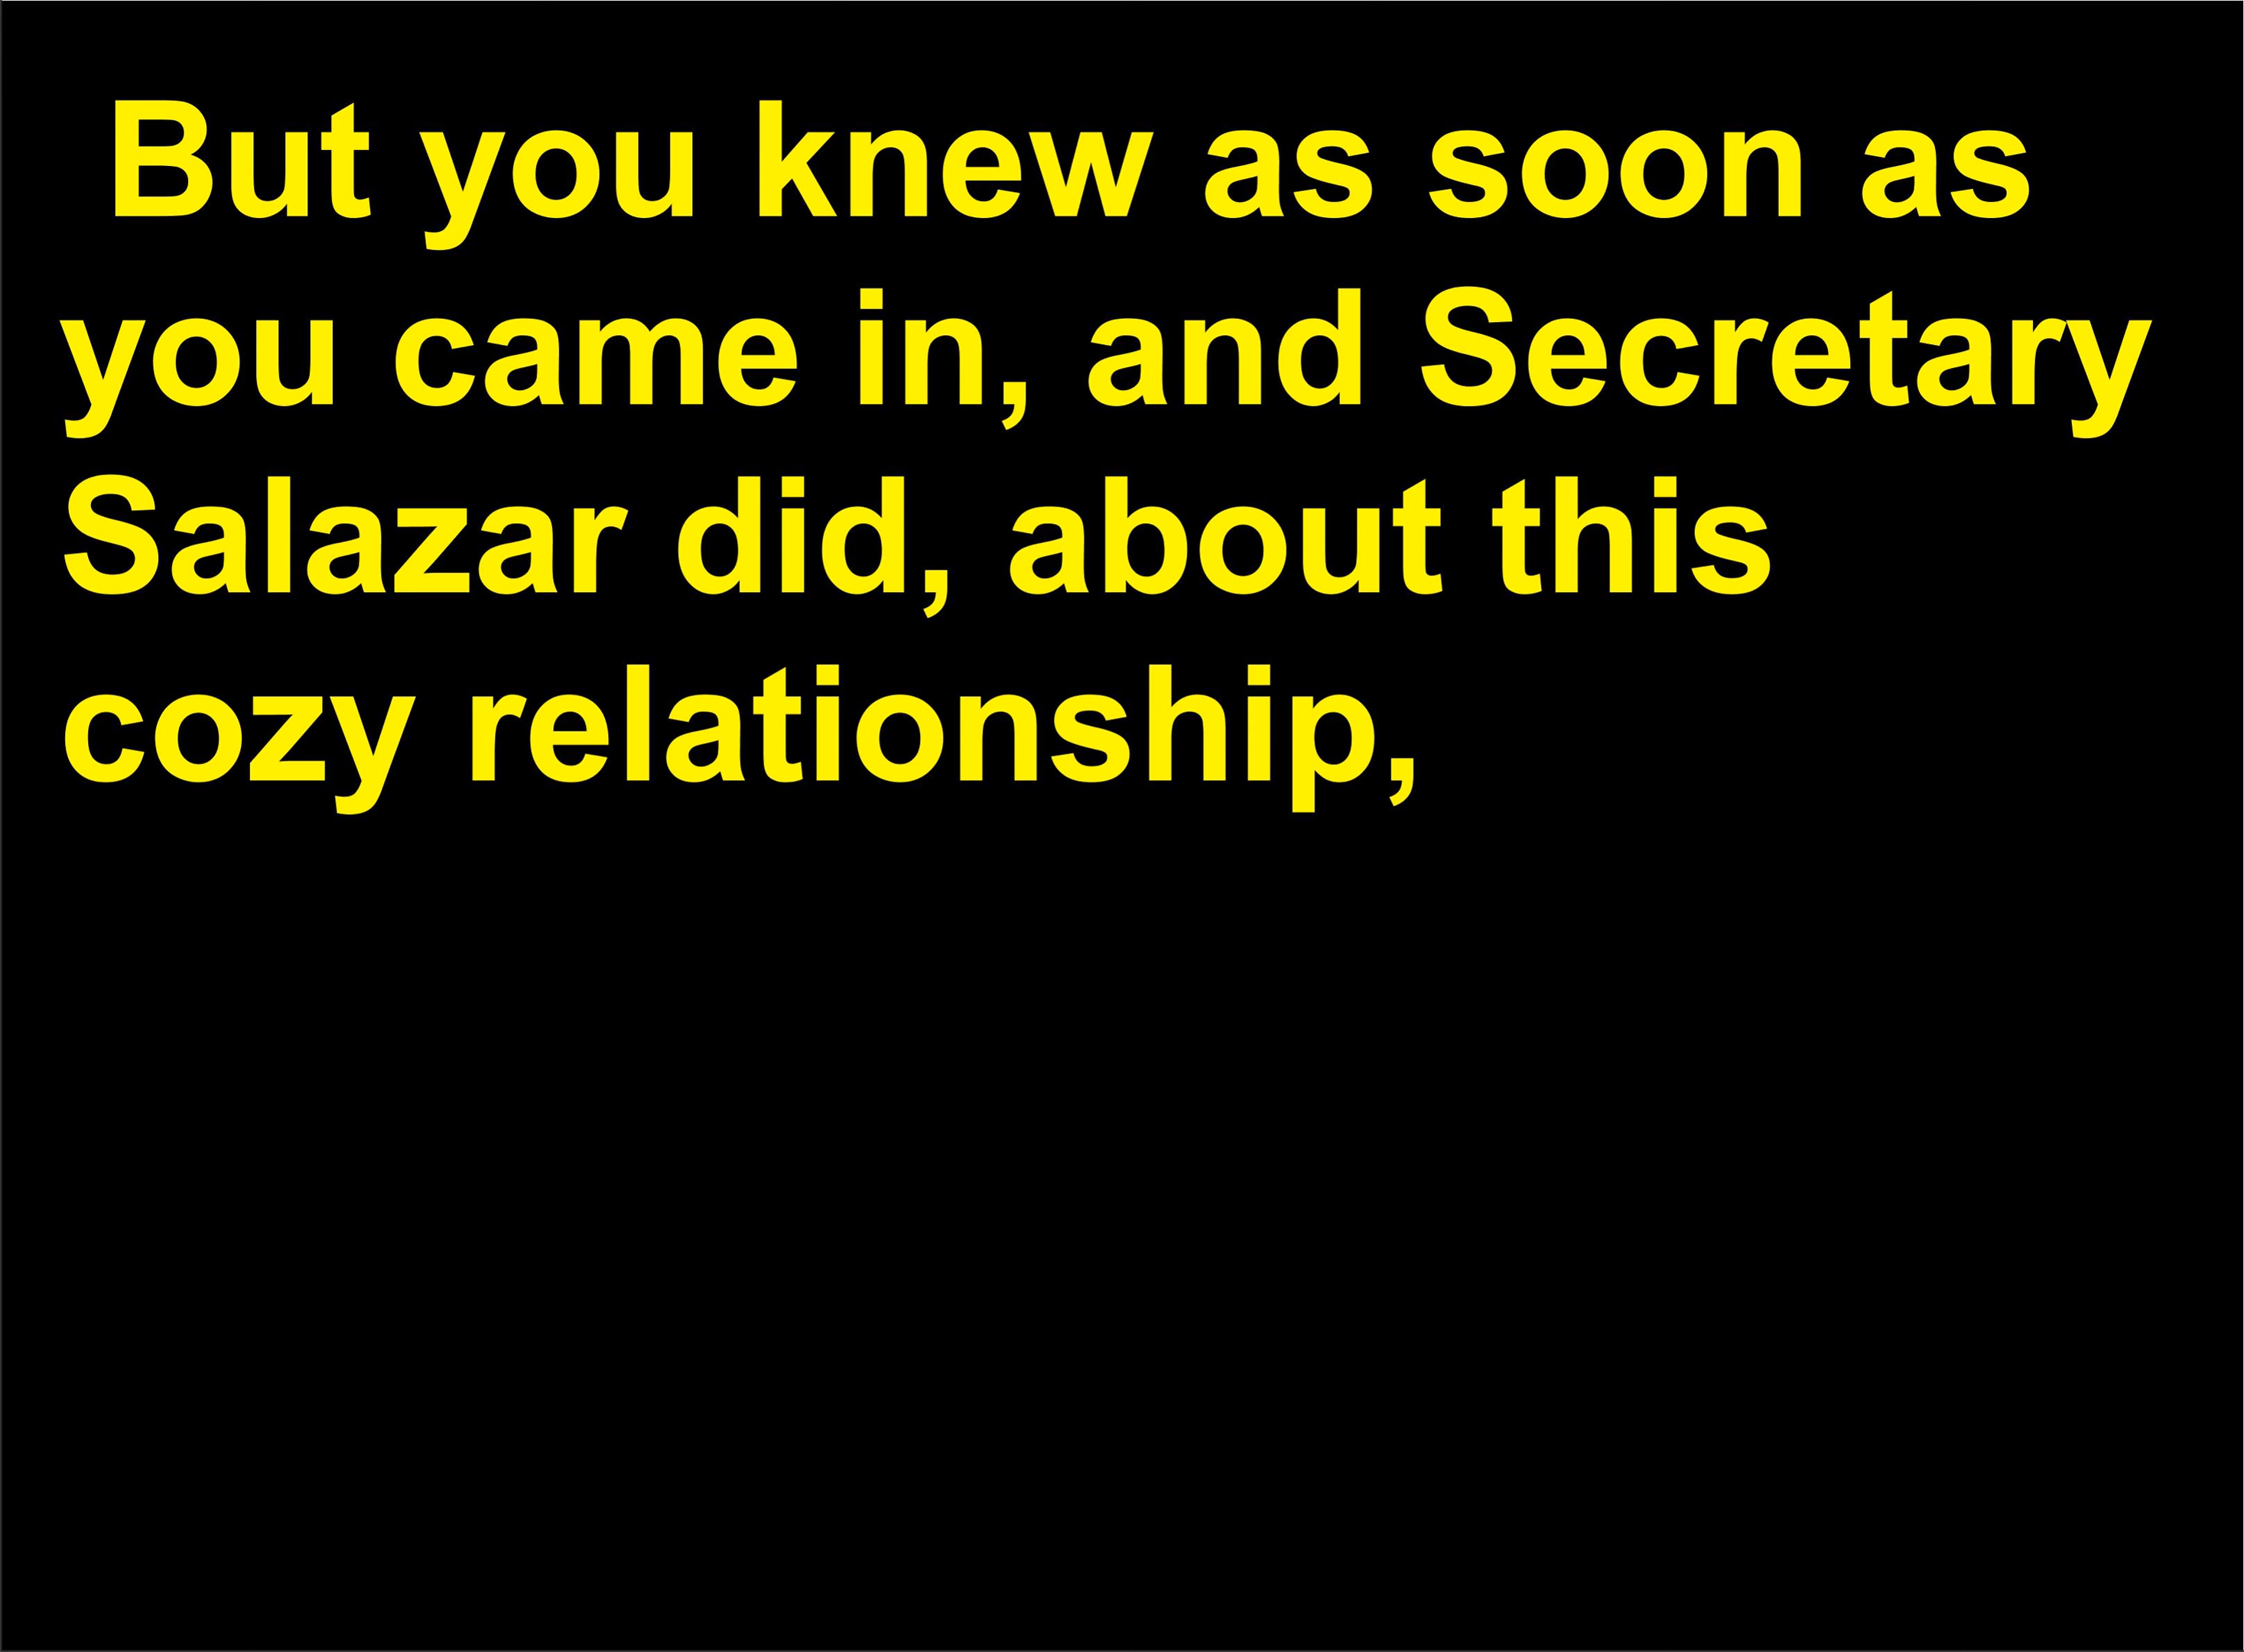 But you knew as soon as
you came in, and Secretary
Salazar did, about this
cozy relationship,